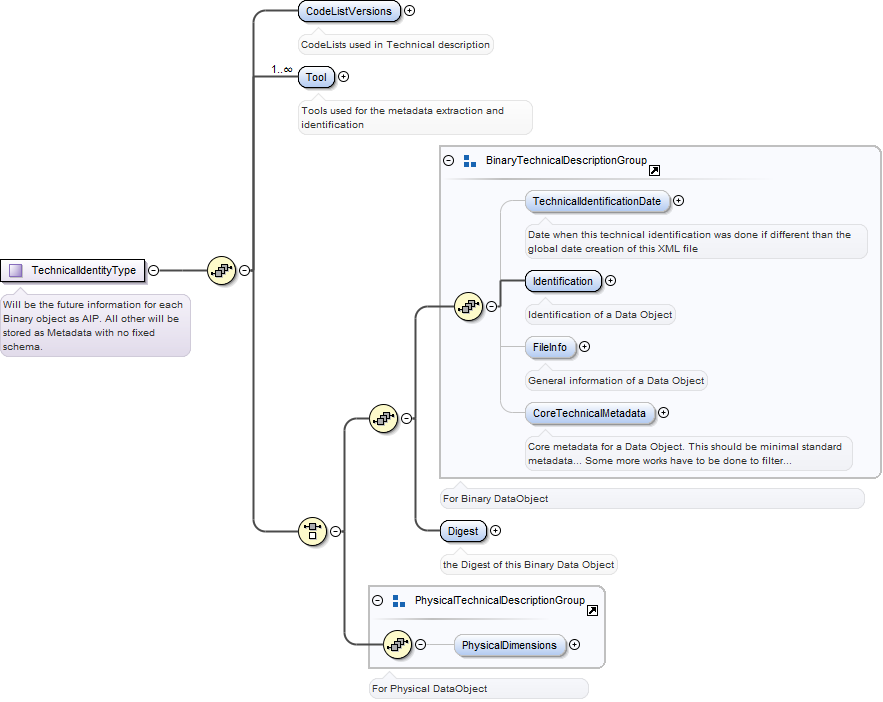 CodeListVersions
CodeLists used in Technical description
1..∞
Tool
Tools used for the metadata extraction and
identification
BinaryTechnicalDescriptionGroup
TechnicalIdentificationDate
Date when this technical identification was done if different than the
global date creation of this XML file
TechnicalIdentityType
Will be the future information for each
Binary object as AIP. All other will be
stored as Metadata with no fixed
schema.
Identification
Identification of a Data Object
FileInfo
General information of a Data Object
CoreTechnicalMetadata
Core metadata for a Data Object. This should be minimal standard
metadata... Some more works have to be done to filter...
For Binary DataObject
Digest
the Digest of this Binary Data Object
PhysicalTechnicalDescriptionGroup
PhysicalDimensions
For Physical DataObject